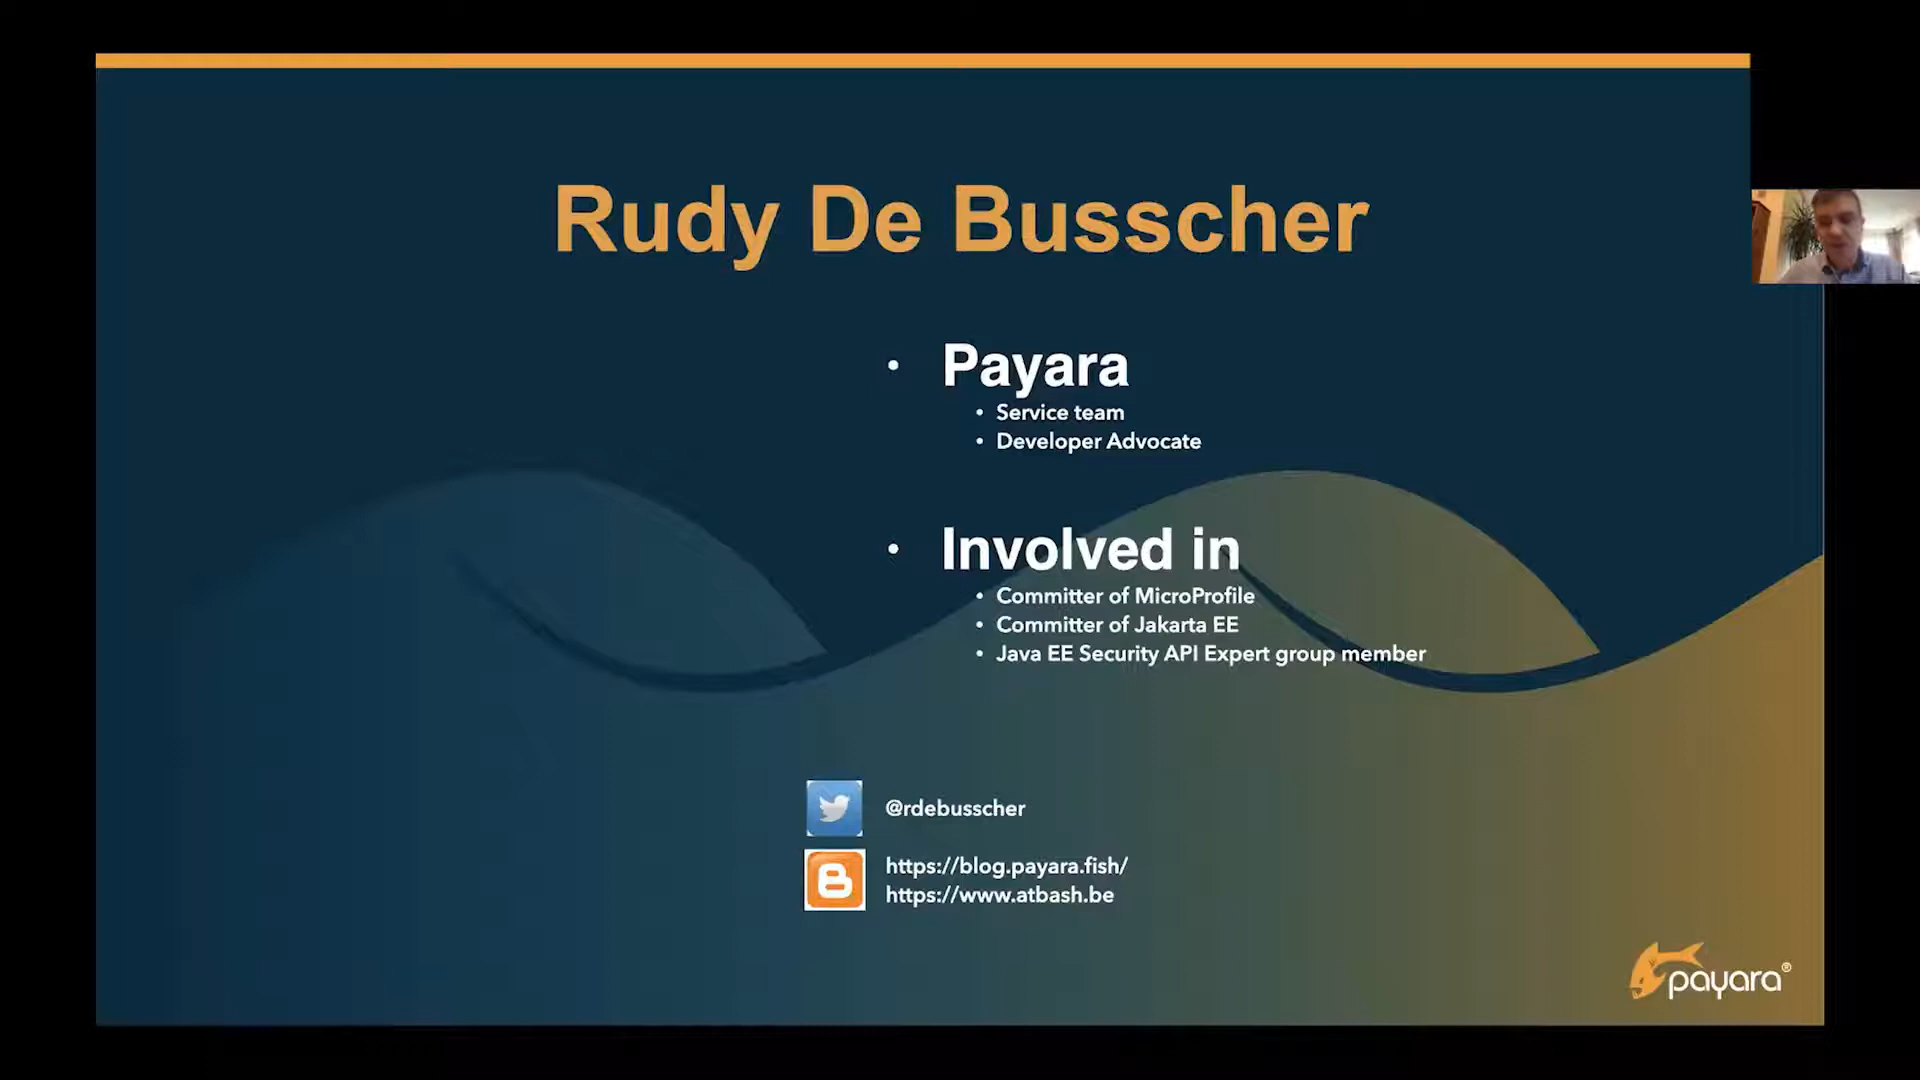 Rudy De Busscher
• Payara
• Service team
• Developer Advocate
• Involved in
• Committer of MicroProfile
• Committer of Jakarta EE
• Java EE Security API Expert group member
@rdebusscher
https://blog.payara.fish/
https://www.atbash.be
payara®